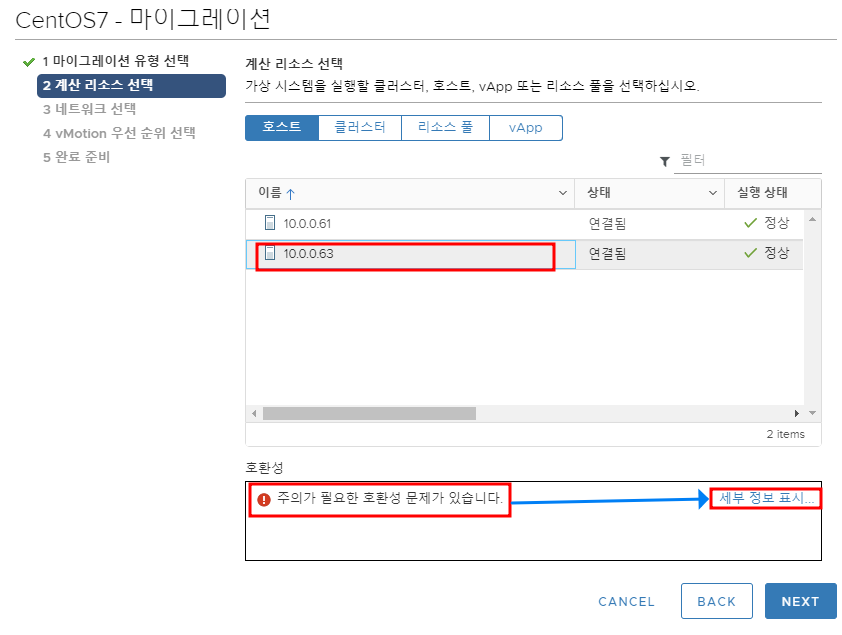 CentOS7 - 마이그레이션
1 마이그레이션 유형 선택
2 계산 리소스 선택
3 네트워크 선택
4 vMotion 우선 순위 선택
5 완료 준비
계산 리소스 선택
가상 시스템을 실행할 클러스터, 호스트, vApp 또는 리소스 풀을 선택하십시오.
호스트 클러스터 리소스 풀 vApp
필터
이름 상태 실행 상태
10.0.0.61 연결됨 정상
10.0.0.63 연결됨 정상
2 items
호환성
주의가 필요한 호환성 문제가 있습니다. 세부 정보 표시...
CANCEL BACK NEXT